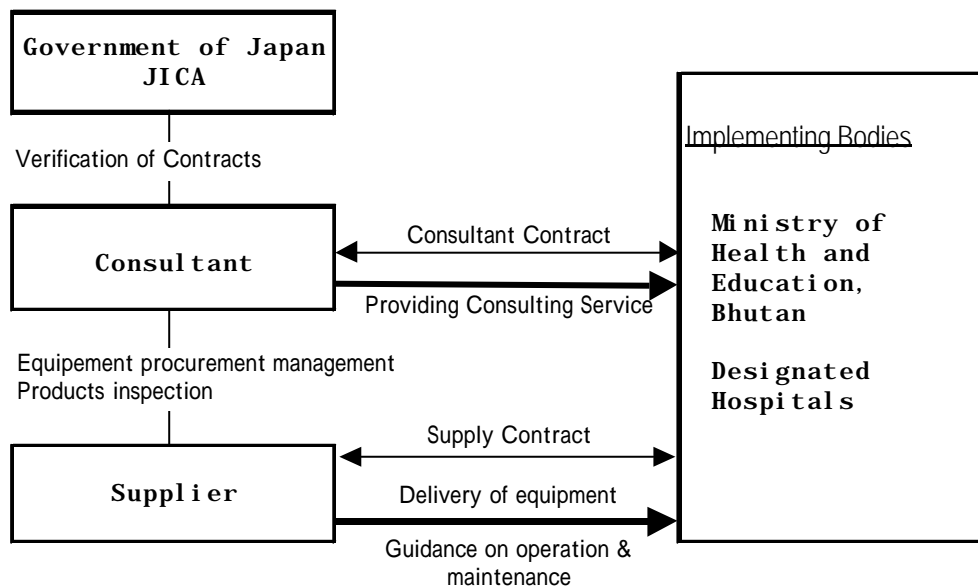 Government of Japan
JICA
Verification of Contracts
Consultant
Consultant Contract
Providing Consulting Service
Equipement procurement management
Products inspection
Supplier
Supply Contract
Delivery of equipment
Guidance on operation &
maintenance
Implementing Bodies
Ministry of
Health and
Education,
Bhutan
Designated
Hospitals